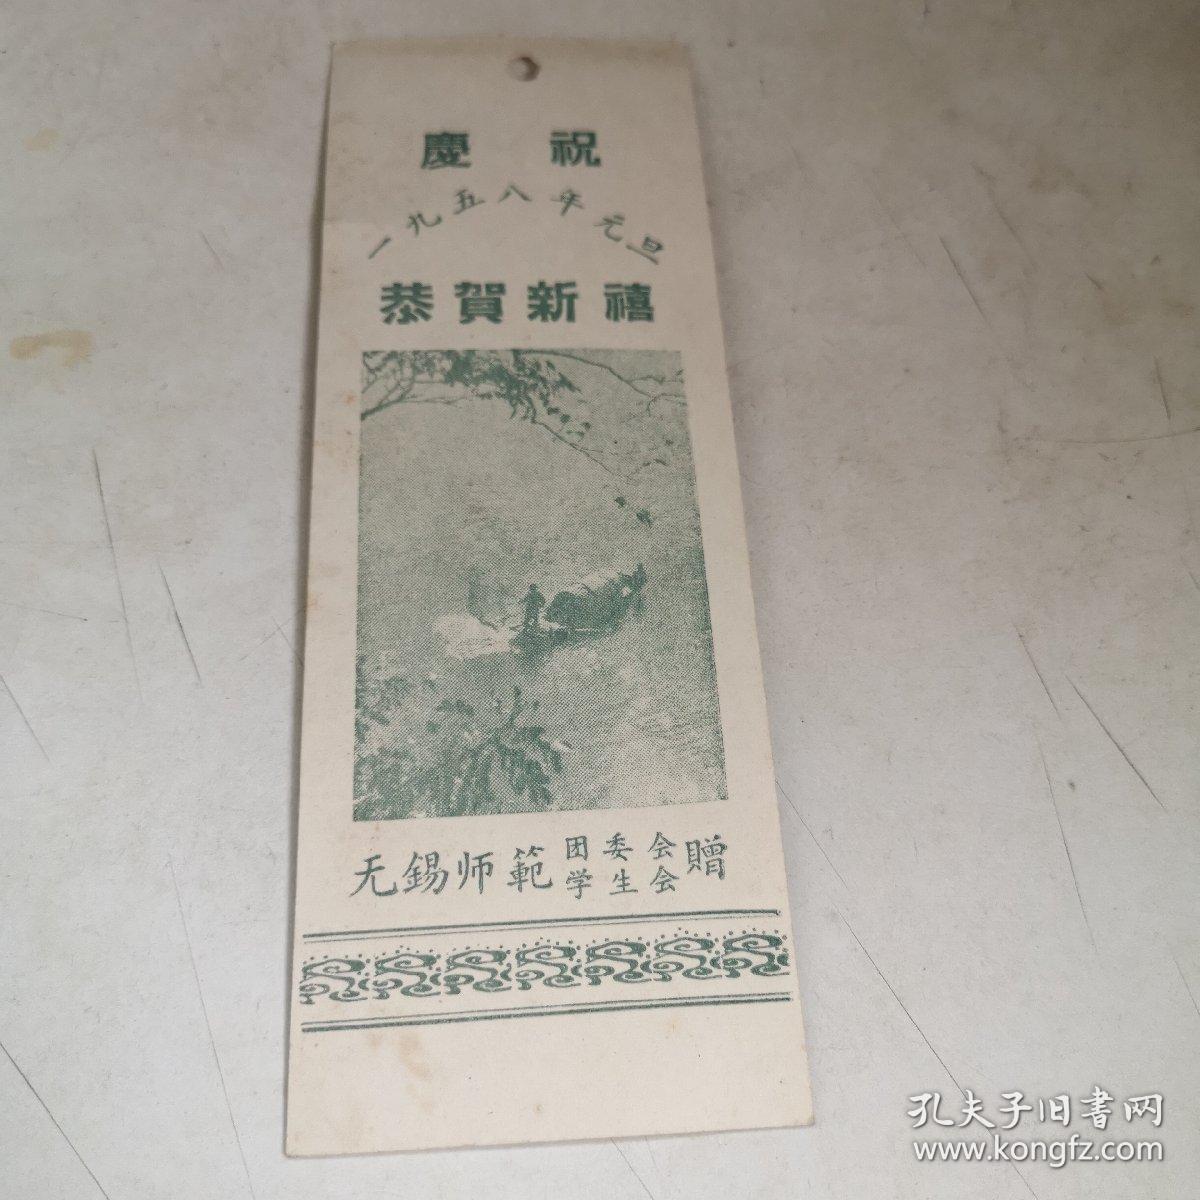 慶祝
一九五八年元旦
恭賀新禧
无錫师範团委会学生会贈
孔夫子旧書网
www.kongfz.com